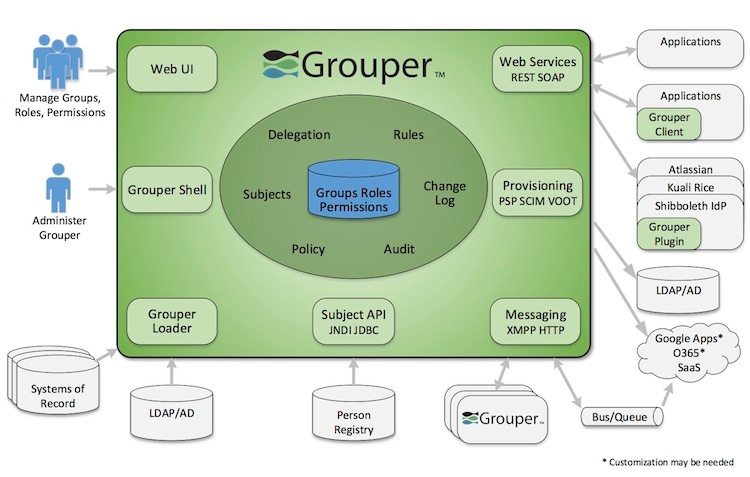 Manage Groups,
Roles, Permissions
Administer
Grouper
Grouper™
Web UI
Web Services
REST SOAP
Delegation
Rules
Grouper Shell
Subjects
Groups Roles
Permissions
Change
Log
Provisioning
PSP SCIM VOOT
Policy
Audit
Grouper
Loader
Subject API
JNDI JDBC
Messaging
XMPP HTTP
Applications
Applications
Grouper
Client
Atlassian
Kuali Rice
Shibboleth IdP
Grouper
Plugin
LDAP/AD
Google Apps*
O365*
SaaS
Systems of
Record
LDAP/AD
Person
Registry
Grouper™
Bus/Queue
* Customization may be needed